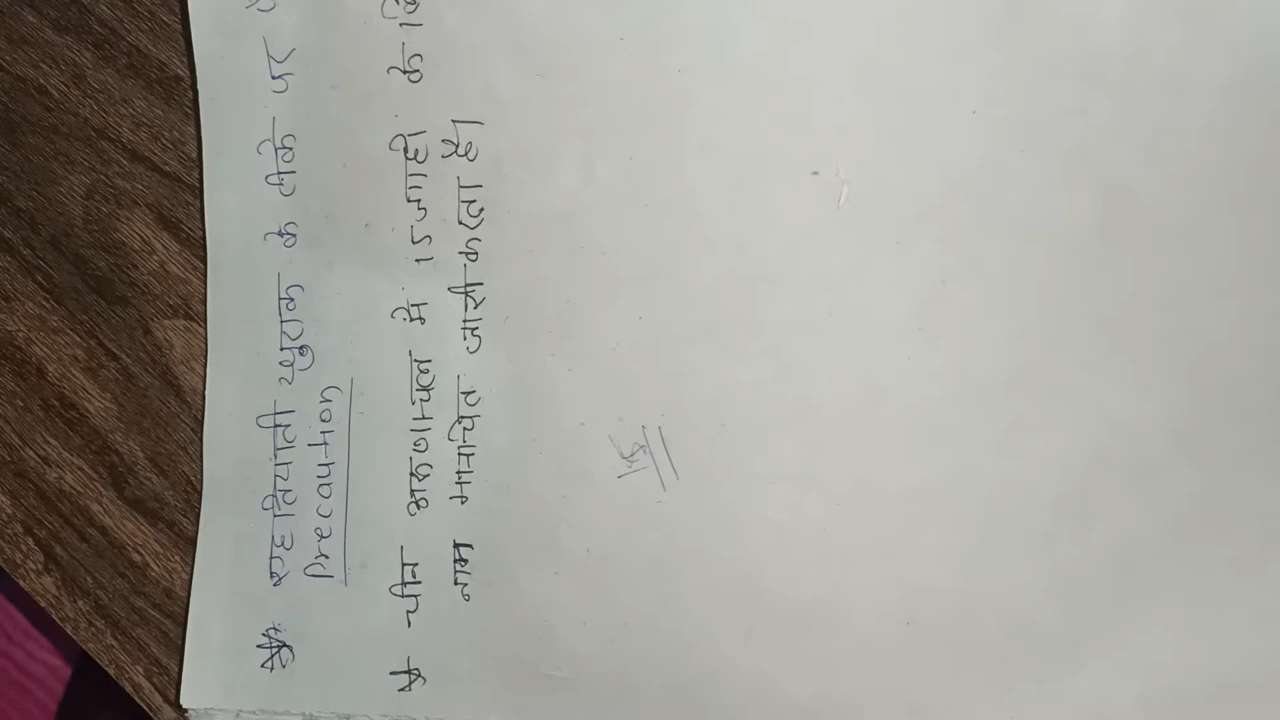 * एहतियाती खुराक के टीके पर
precaution
* चीन अरुणाचल में 15 जगहों के
नाम मानचित्र जारी करता है।